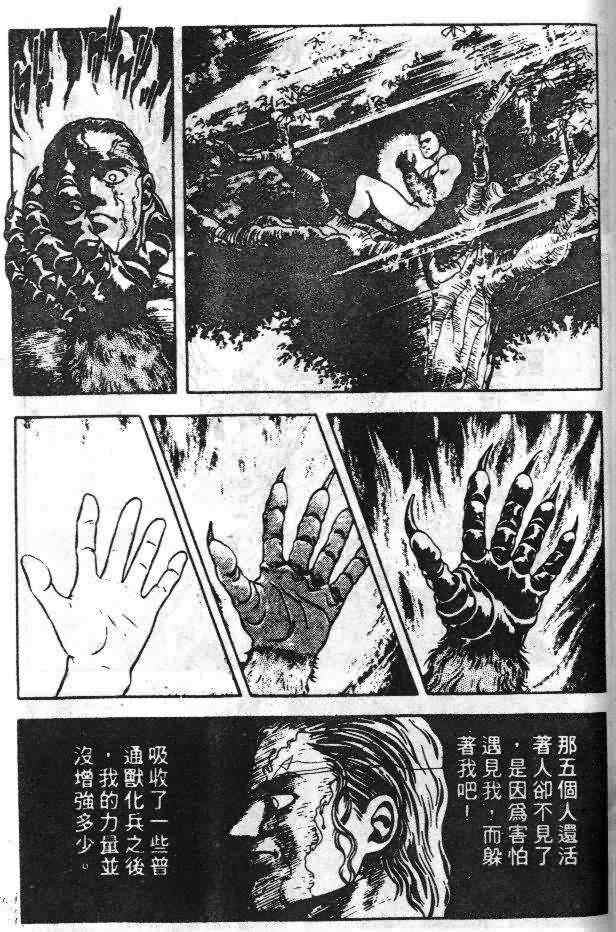 那五個人還活
著人卻不見了
，是因爲害怕
遇見我，而躲
著我吧！
吸收了一些普
通獸化兵之後
，我的力量並
沒增強多少。